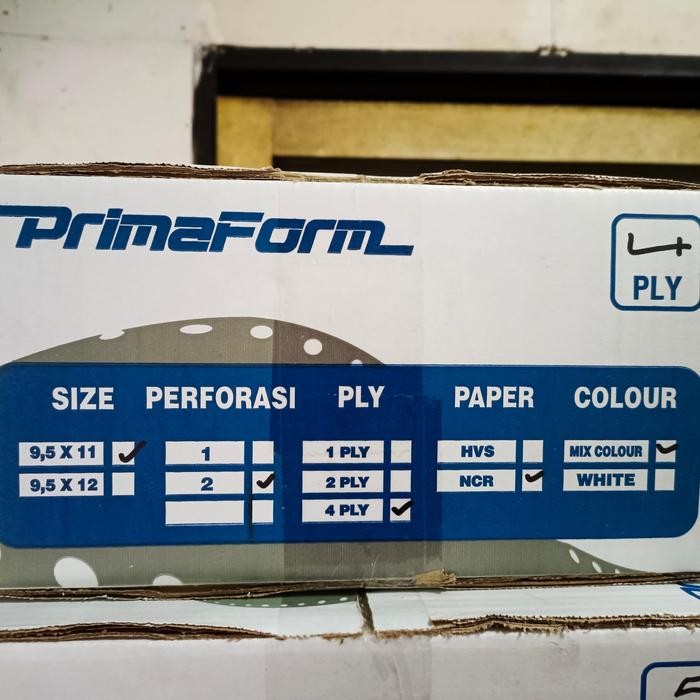 PrimaForm
4
PLY
SIZE PERFORASI PLY PAPER COLOUR
9,5 X 11 ✓ 1 1 PLY HVS MIX COLOUR ✓
9,5 X 12 2 ✓ 2 PLY NCR ✓ WHITE
4 PLY ✓